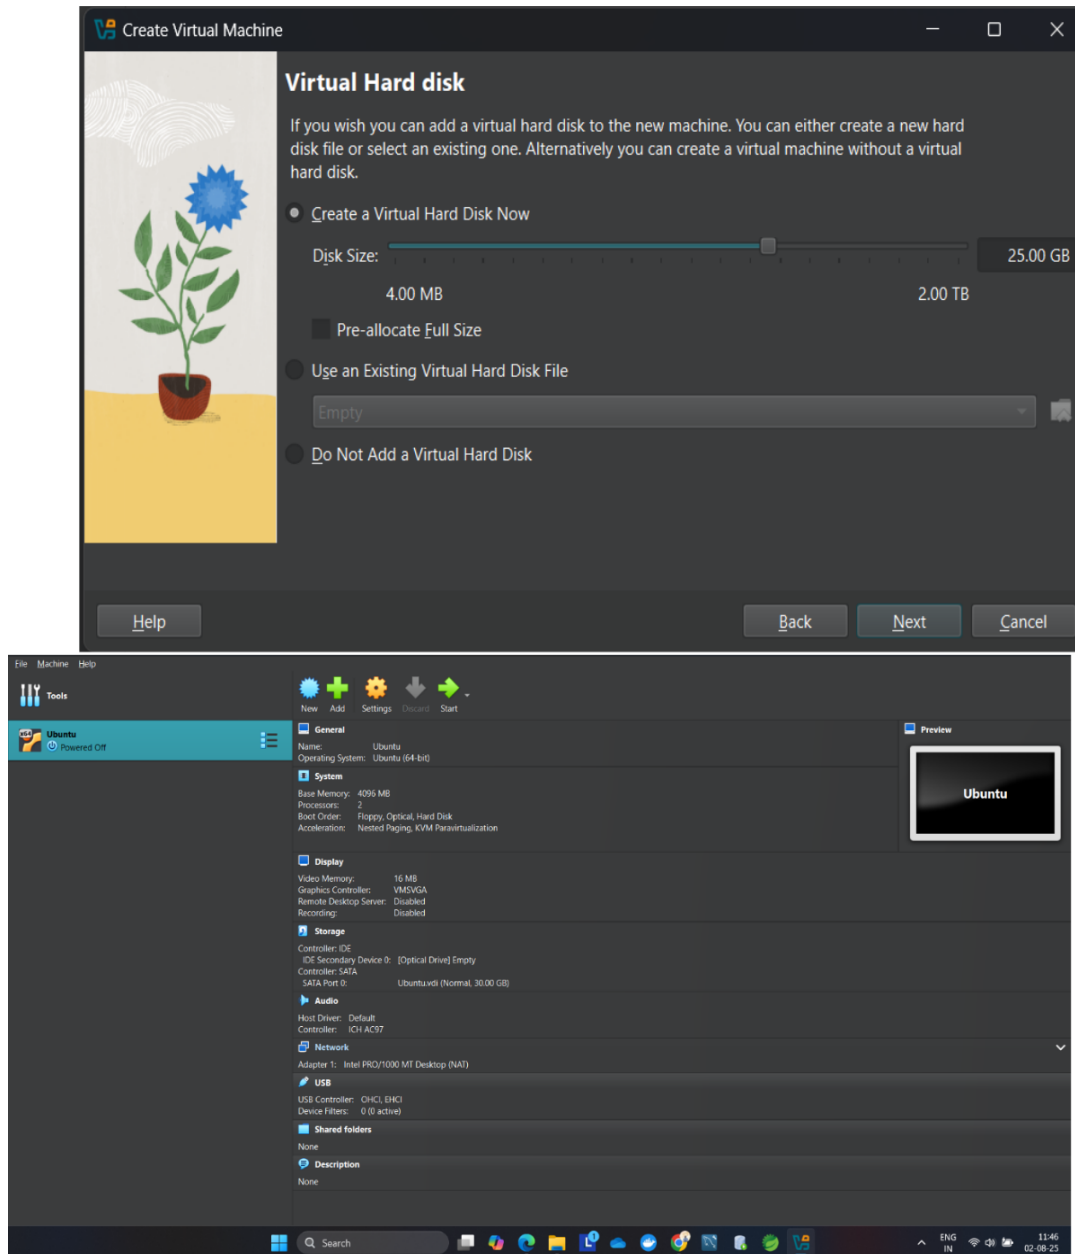 Create Virtual Machine
Virtual Hard disk
If you wish you can add a virtual hard disk to the new machine. You can either create a new hard
disk file or select an existing one. Alternatively you can create a virtual machine without a virtual
hard disk.
Create a Virtual Hard Disk Now
Disk Size:
25.00 GB
4.00 MB 2.00 TB
Pre-allocate Full Size
Use an Existing Virtual Hard Disk File
Empty
Do Not Add a Virtual Hard Disk
Help Back Next Cancel
File Machine Help
Tools
New Add Settings Discard Start
Ubuntu
Powered Off
General
Name: Ubuntu
Operating System: Ubuntu (64-bit)
System
Base Memory: 4096 MB
Processors: 2
Boot Order: Floppy, Optical, Hard Disk
Acceleration: Nested Paging, KVM Paravirtualization
Preview
Ubuntu
Display
Video Memory: 16 MB
Graphics Controller: VMSVGA
Remote Desktop Server: Disabled
Recording: Disabled
Storage
Controller: IDE
IDE Secondary Device 0: [Optical Drive] Empty
Controller: SATA
SATA Port 0: Ubuntu.vdi (Normal, 30.00 GB)
Audio
Host Driver: Default
Controller: ICH AC97
Network
Adapter 1: Intel PRO/1000 MT Desktop (NAT)
USB
USB Controller: OHCI, EHCI
Device Filters: 0 (0 active)
Shared folders
None
Description
None
Search
ENG
IN
11:46
02-08-25